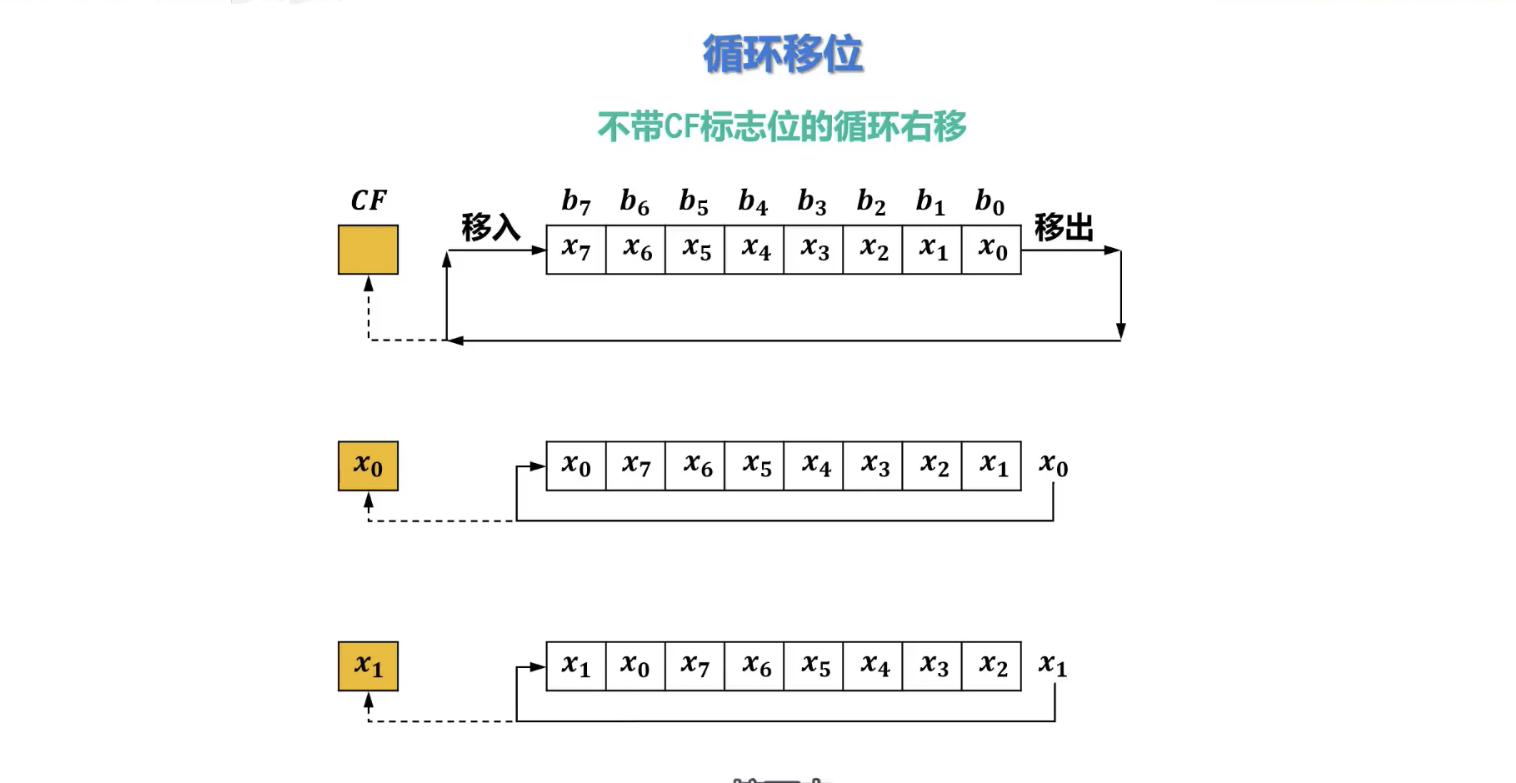 循环移位
不带CF标志位的循环右移
CF
b₇ b₆ b₅ b₄ b₃ b₂ b₁ b₀
移入 x₇ x₆ x₅ x₄ x₃ x₂ x₁ x₀ 移出
x₀ x₀ x₇ x₆ x₅ x₄ x₃ x₂ x₁ x₀
x₁ x₁ x₀ x₇ x₆ x₅ x₄ x₃ x₂ x₁